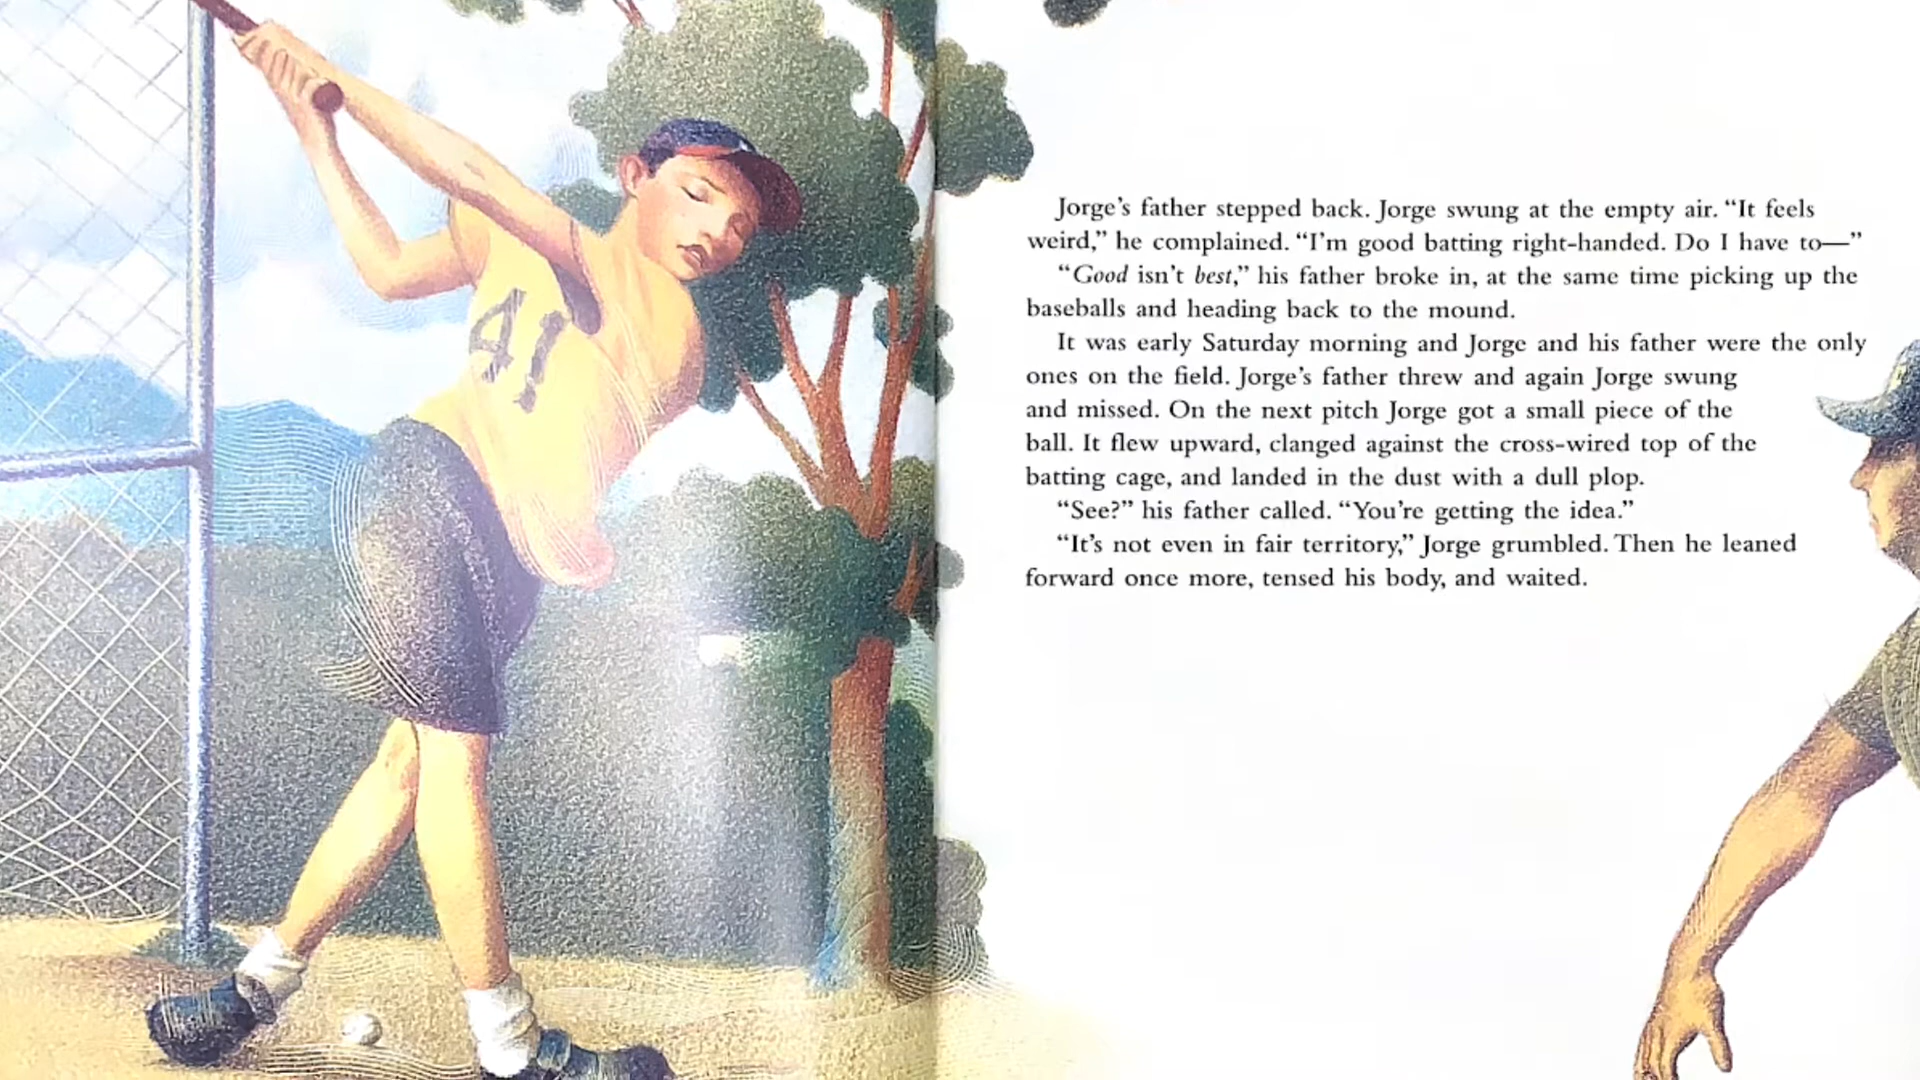 41
Jorge's father stepped back. Jorge swung at the empty air. “It feels
weird,” he complained. “I'm good batting right-handed. Do I have to—”
“Good isn't best,” his father broke in, at the same time picking up the
baseballs and heading back to the mound.
It was early Saturday morning and Jorge and his father were the only
ones on the field. Jorge's father threw and again Jorge swung
and missed. On the next pitch Jorge got a small piece of the
ball. It flew upward, clanged against the cross-wired top of the
batting cage, and landed in the dust with a dull plop.
“See?” his father called. “You're getting the idea.”
“It's not even in fair territory,” Jorge grumbled. Then he leaned
forward once more, tensed his body, and waited.